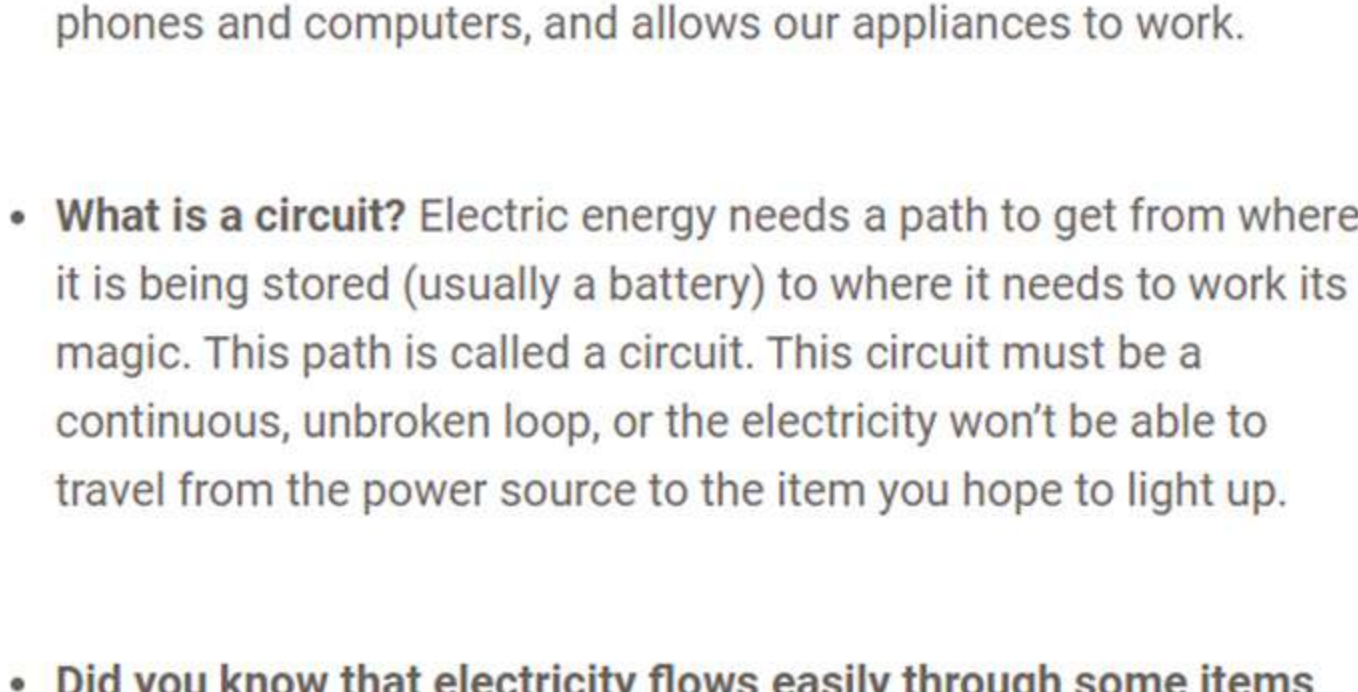 phones and computers, and allows our appliances to work.
• What is a circuit? Electric energy needs a path to get from where
it is being stored (usually a battery) to where it needs to work its
magic. This path is called a circuit. This circuit must be a
continuous, unbroken loop, or the electricity won’t be able to
travel from the power source to the item you hope to light up.
• Did you know that electricity flows easily through some items